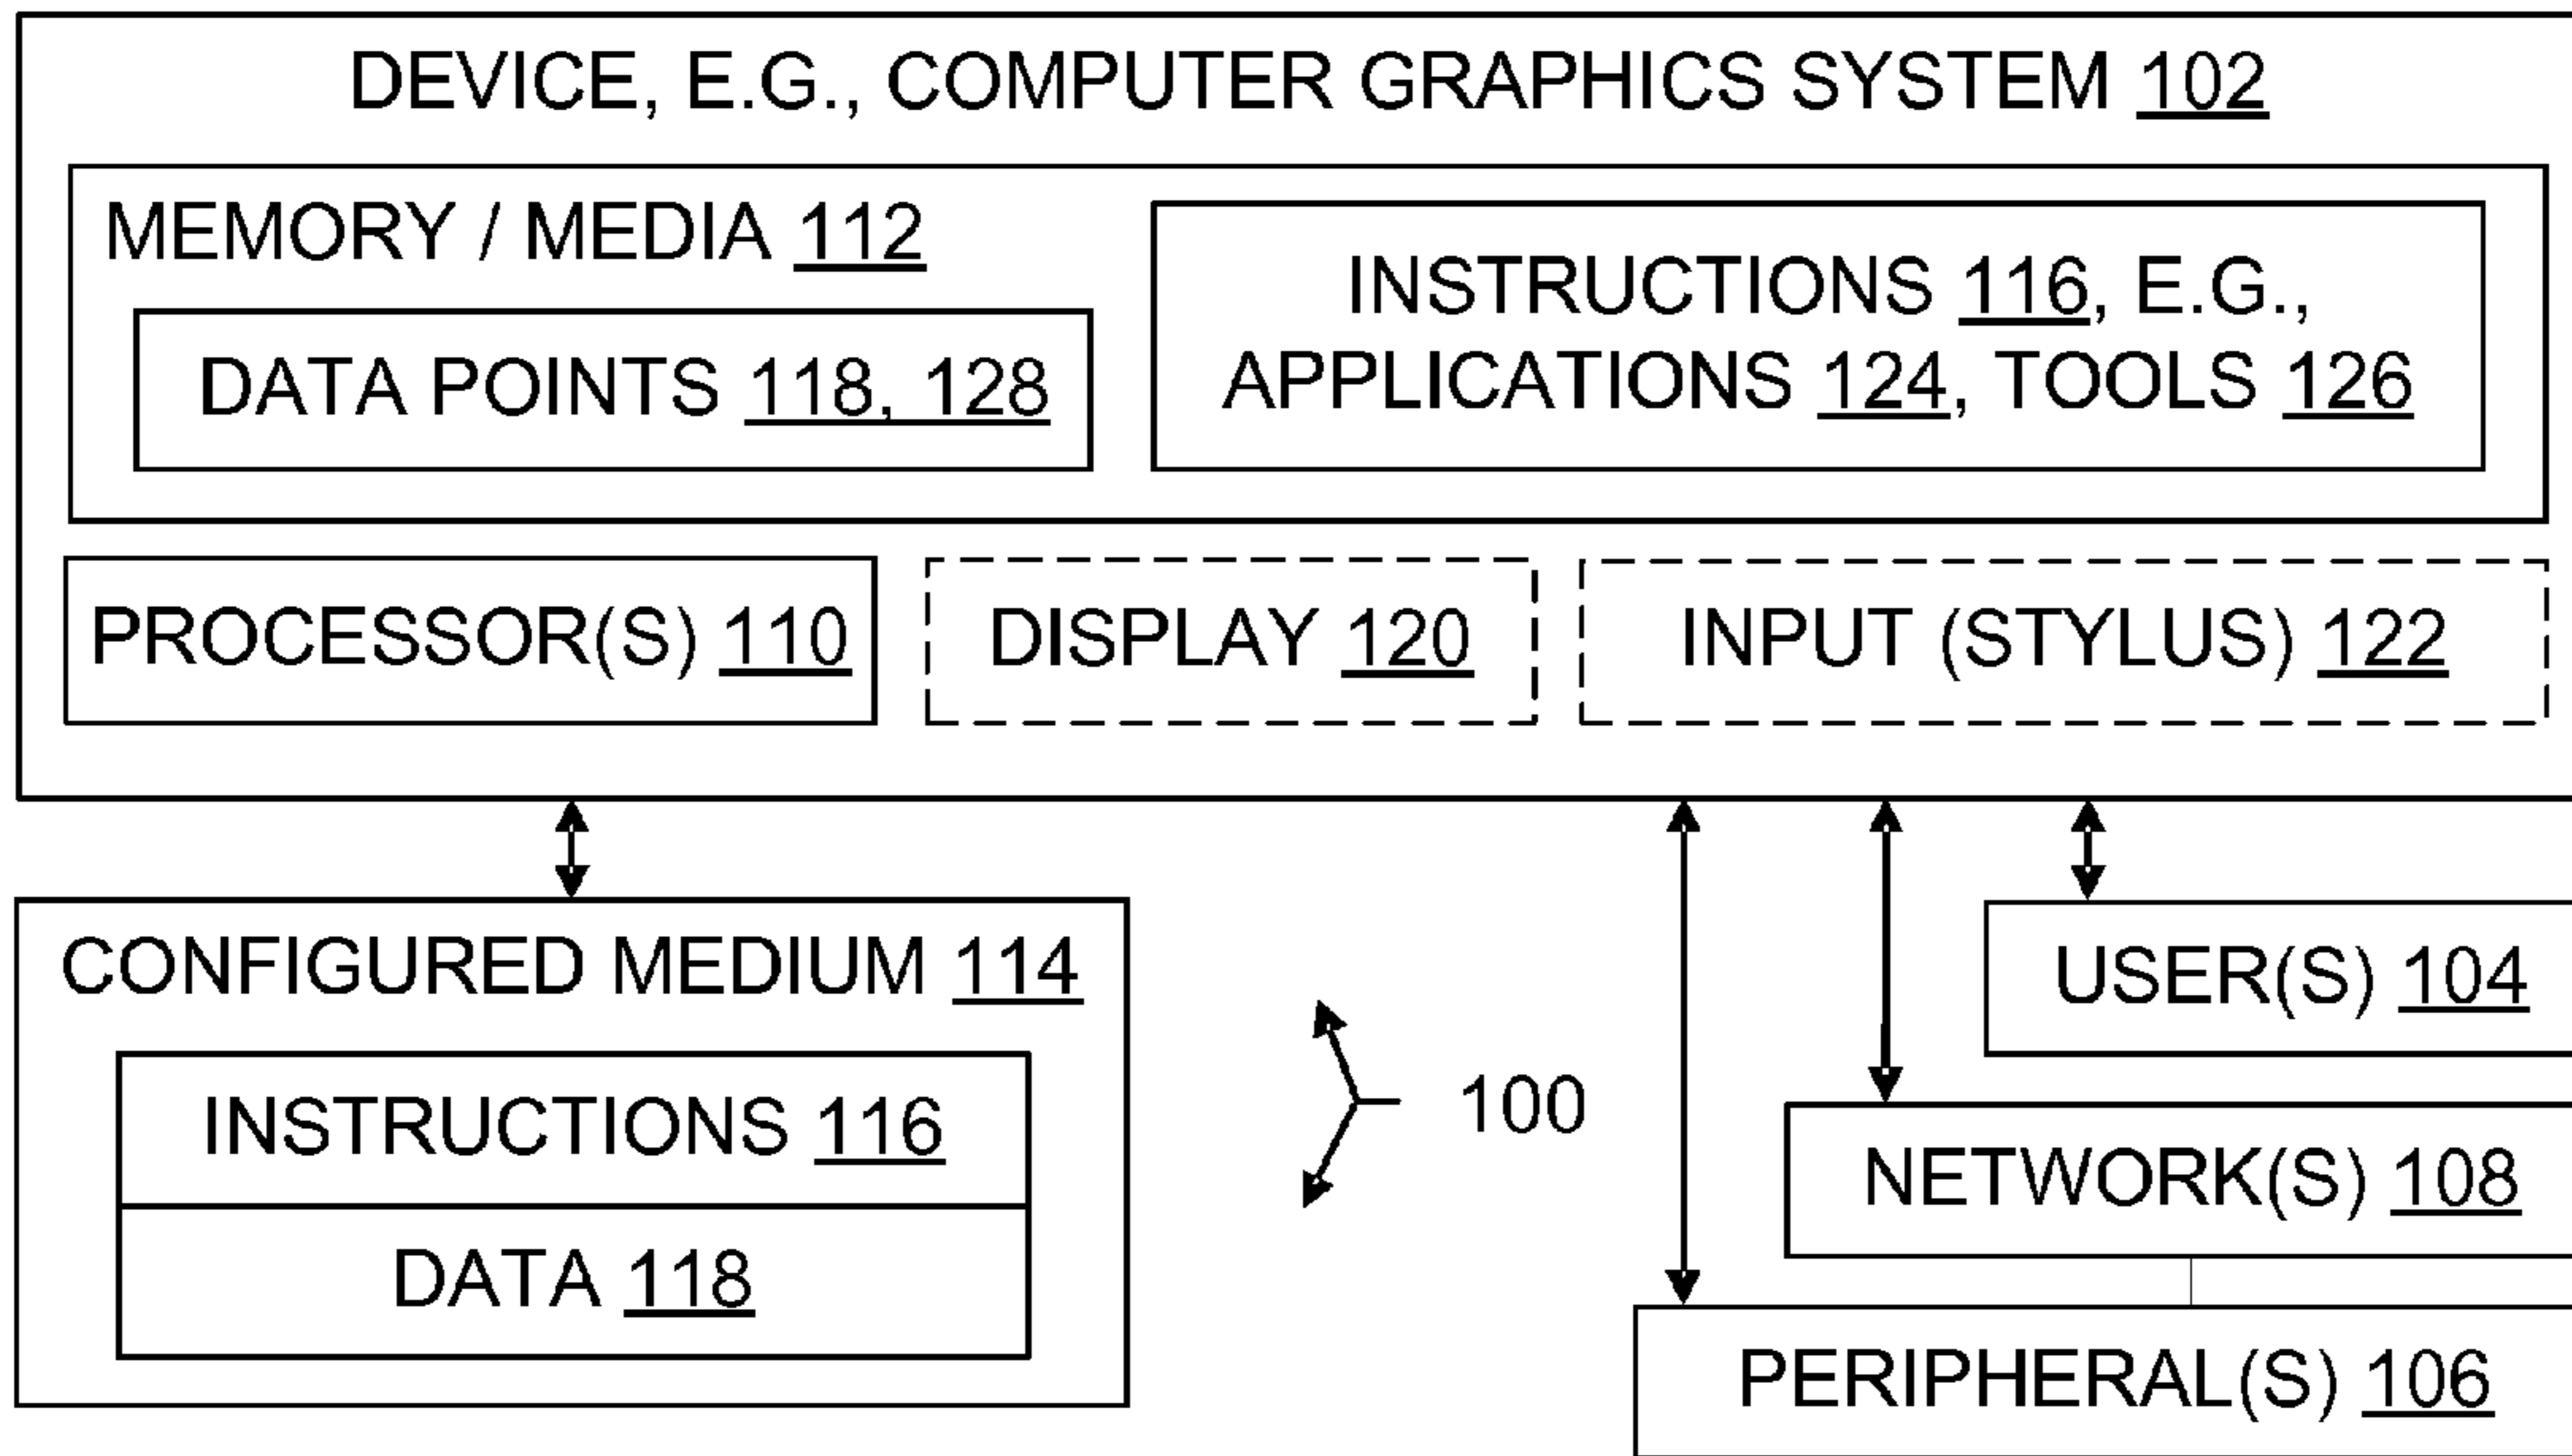 DEVICE, E.G., COMPUTER GRAPHICS SYSTEM 102
MEMORY / MEDIA 112
DATA POINTS 118, 128
INSTRUCTIONS 116, E.G.,
APPLICATIONS 124, TOOLS 126
PROCESSOR(S) 110
DISPLAY 120
INPUT (STYLUS) 122
CONFIGURED MEDIUM 114
INSTRUCTIONS 116
DATA 118
100
USER(S) 104
NETWORK(S) 108
PERIPHERAL(S) 106